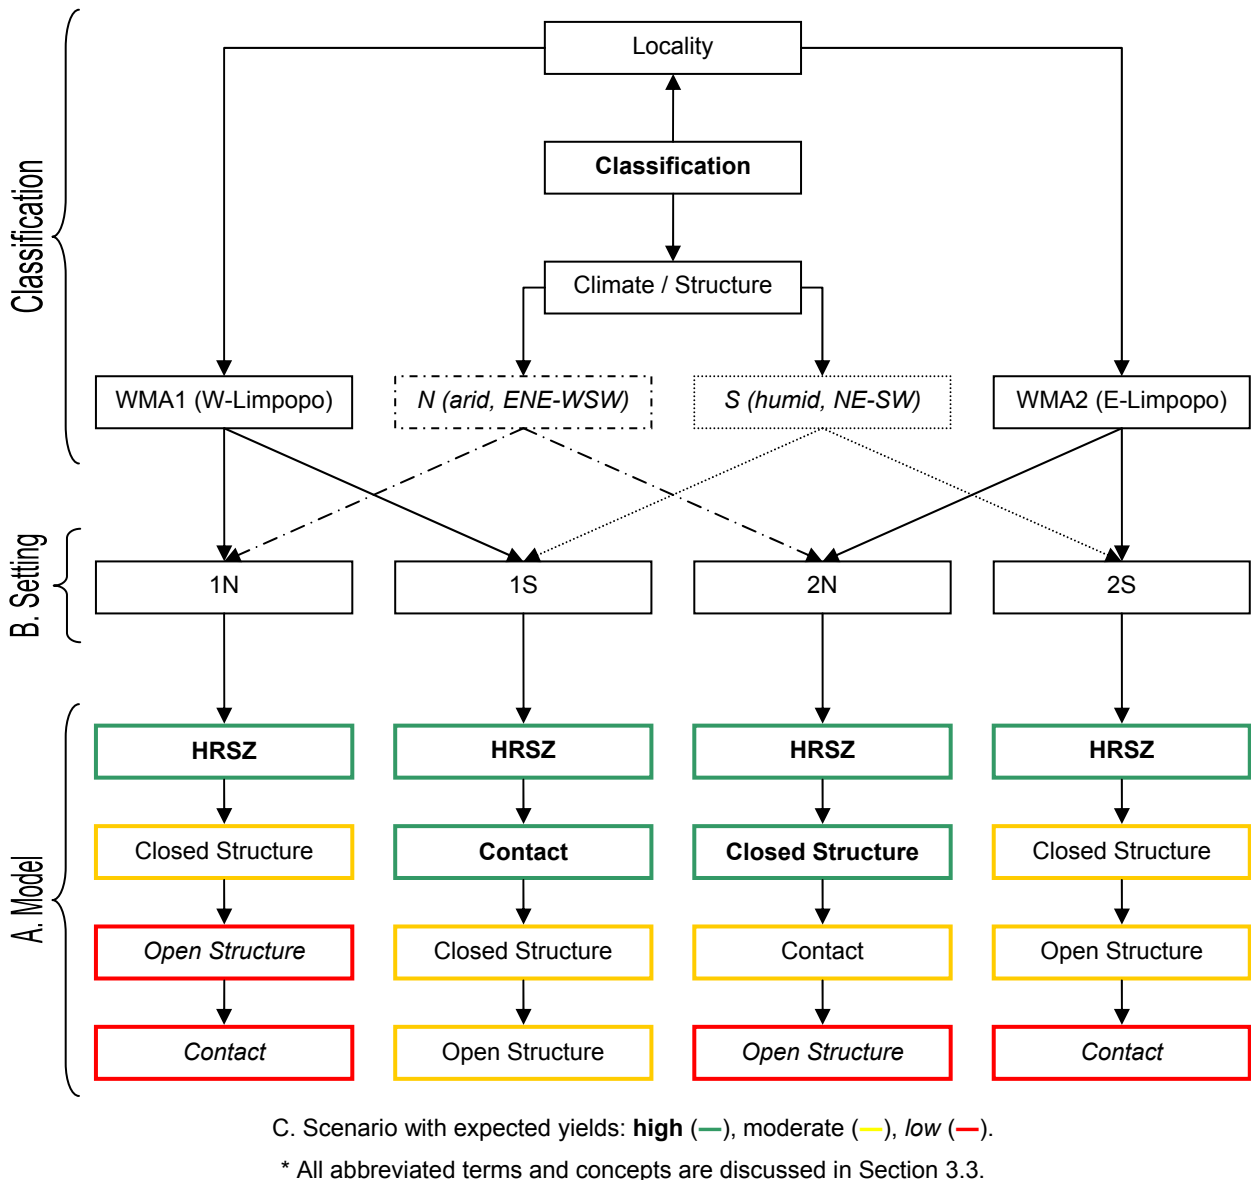 Locality
Classification
Classification
Climate / Structure
WMA1 (W-Limpopo)
N (arid, ENE-WSW)
S (humid, NE-SW)
WMA2 (E-Limpopo)
B. Setting
1N
1S
2N
2S
A. Model
HRSZ
HRSZ
HRSZ
HRSZ
Closed Structure
Contact
Closed Structure
Closed Structure
Open Structure
Closed Structure
Contact
Open Structure
Contact
Open Structure
Open Structure
Contact
C. Scenario with expected yields: high (—), moderate (—), low (—).
* All abbreviated terms and concepts are discussed in Section 3.3.